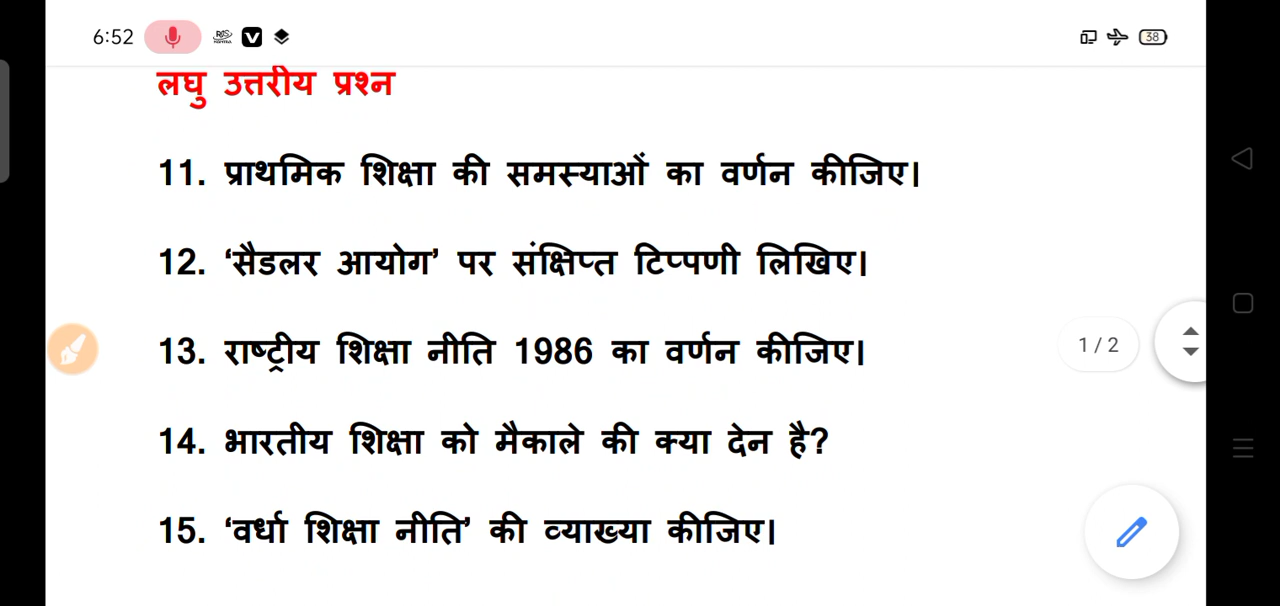 6:52
38
लघु उत्तरीय प्रश्न
11. प्राथमिक शिक्षा की समस्याओं का वर्णन कीजिए।
12. ‘सैडलर आयोग’ पर संक्षिप्त टिप्पणी लिखिए।
13. राष्ट्रीय शिक्षा नीति 1986 का वर्णन कीजिए।
1 / 2
14. भारतीय शिक्षा को मैकाले की क्या देन है?
15. ‘वर्धा शिक्षा नीति’ की व्याख्या कीजिए।